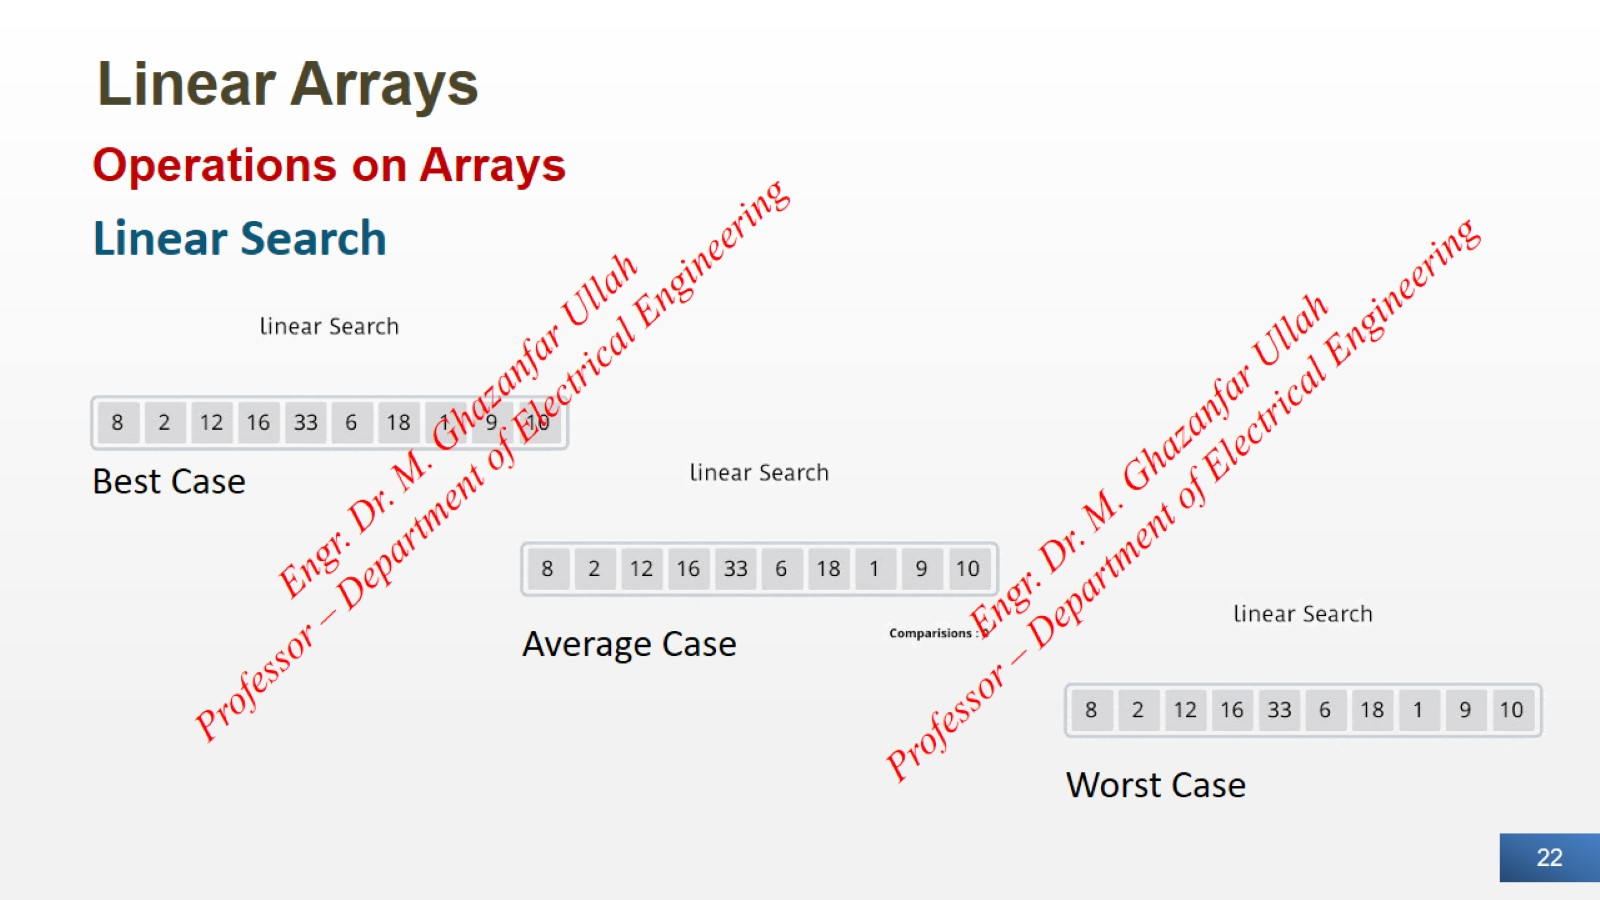 Linear Arrays
Operations on Arrays
Linear Search
linear Search
8 2 12 16 33 6 18 1 9 10
Best Case
linear Search
8 2 12 16 33 6 18 1 9 10
Comparisions : 0
Average Case
linear Search
8 2 12 16 33 6 18 1 9 10
Worst Case
Engr. Dr. M. Ghazanfar Ullah
Professor – Department of Electrical Engineering
Engr. Dr. M. Ghazanfar Ullah
Professor – Department of Electrical Engineering
22